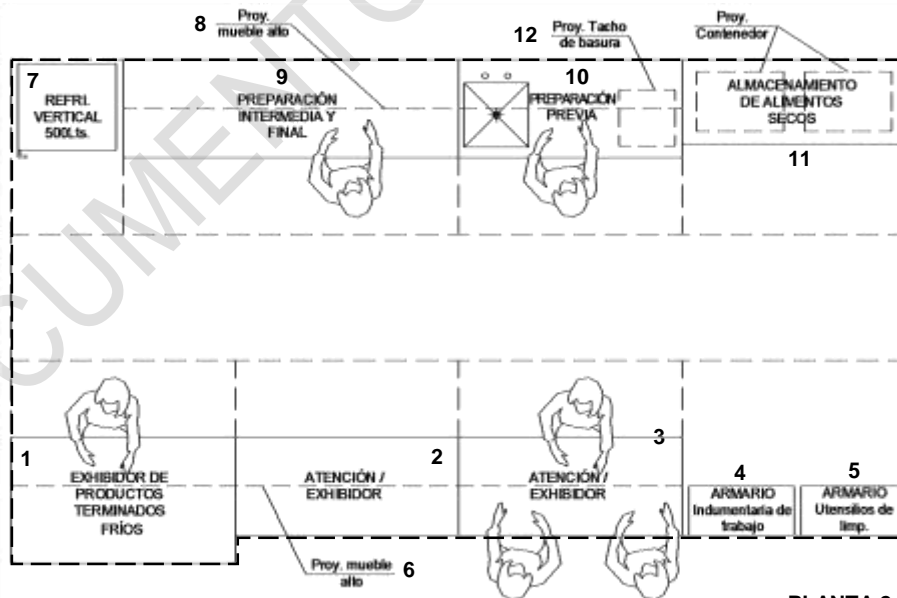 8
Proy.
mueble alto
12
Proy. Tacho
de basura
Proy.
Contenedor
7
REFRI.
VERTICAL
500Lts.
9
PREPARACIÓN
INTERMEDIA Y
FINAL
10
PREPARACIÓN
PREVIA
ALMACENAMIENTO
DE ALIMENTOS
SECOS
11
1
EXHIBIDOR DE
PRODUCTOS
TERMINADOS
FRÍOS
2
ATENCIÓN /
EXHIBIDOR
3
ATENCIÓN /
EXHIBIDOR
4
ARMARIO
Indumentaria de
trabajo
5
ARMARIO
Utensilios de
limp.
Proy. mueble
alto
6
CUMENTO